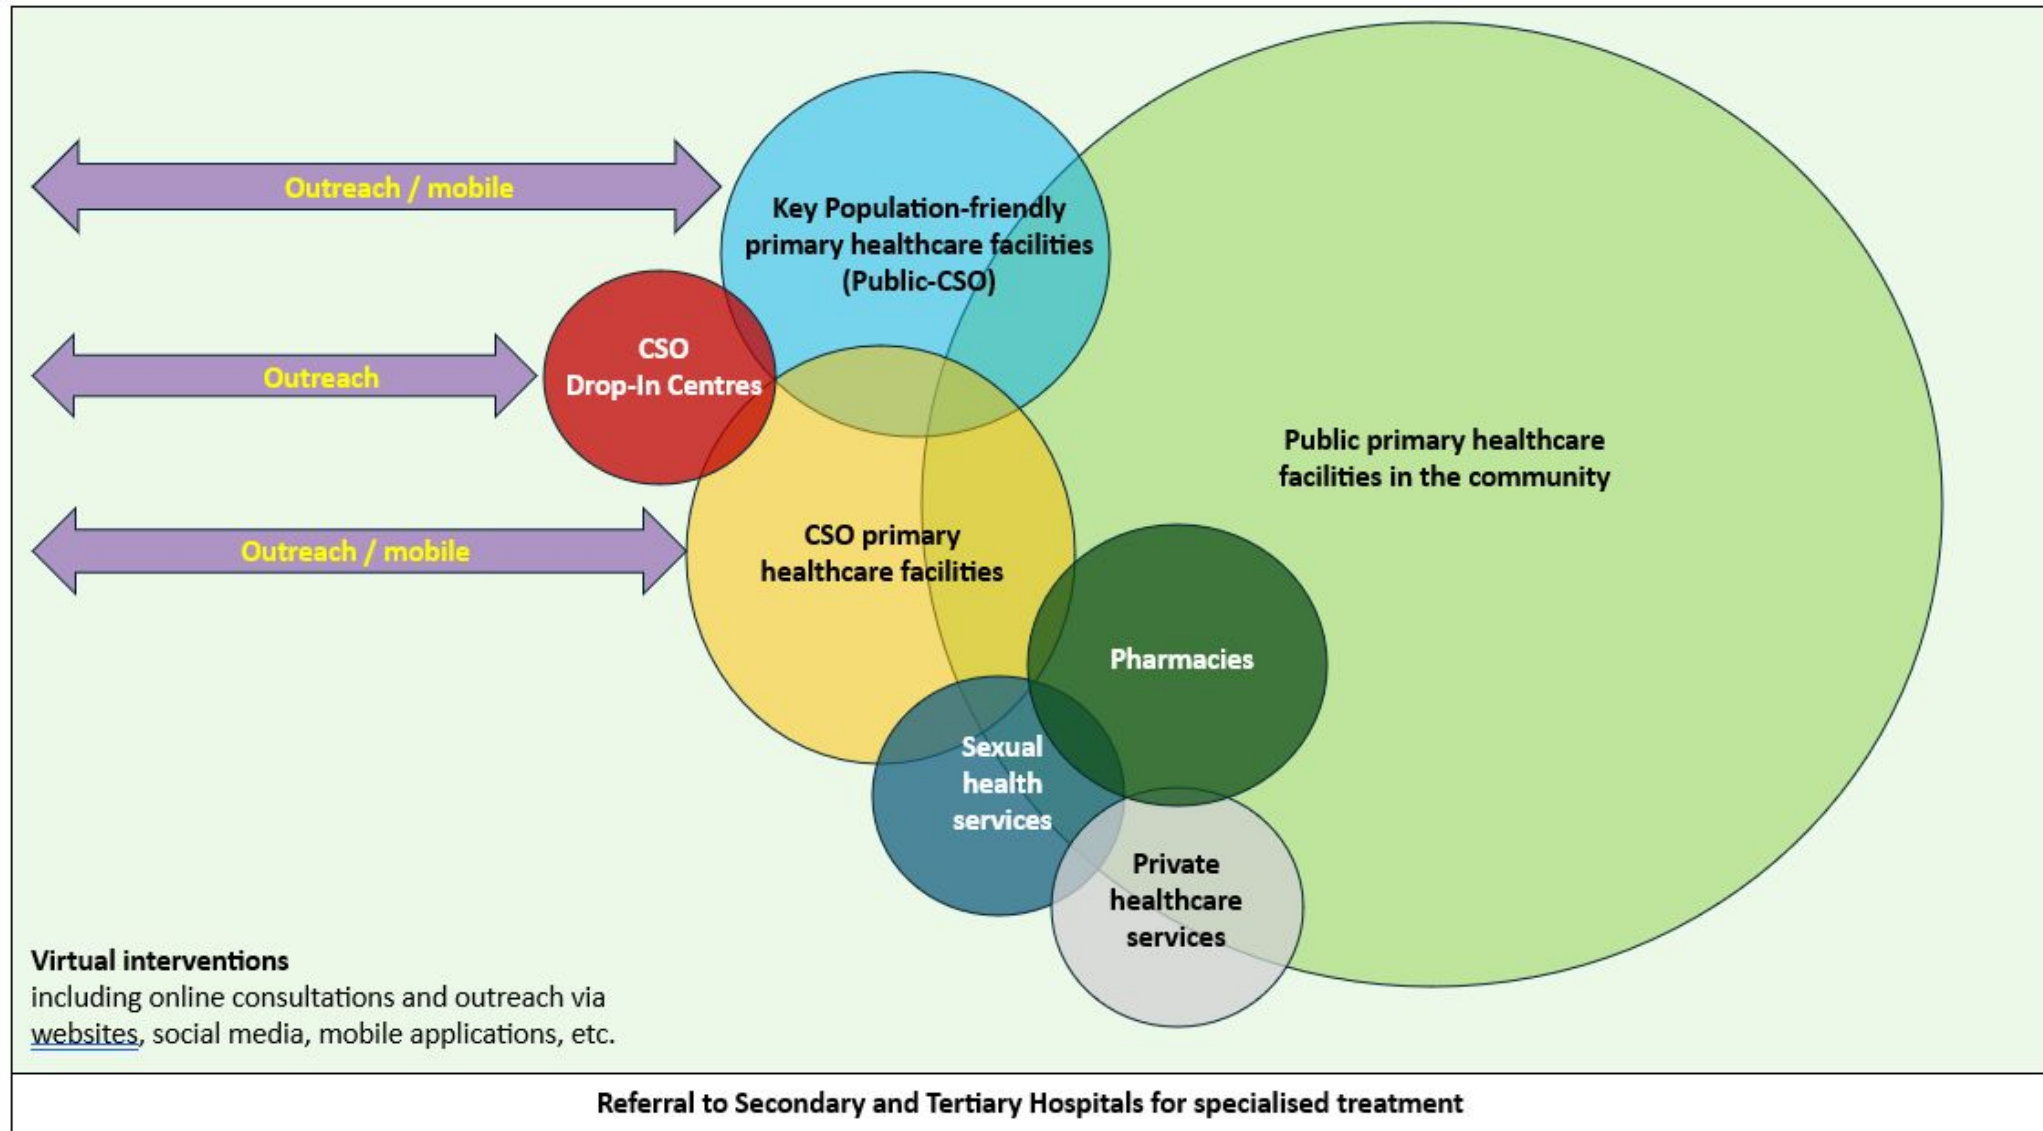 Outreach / mobile
Key Population-friendly
primary healthcare facilities
(Public-CSO)
CSO
Drop-In Centres
Outreach
Public primary healthcare
facilities in the community
CSO primary
healthcare facilities
Outreach / mobile
Pharmacies
Sexual
health
services
Private
healthcare
services
Virtual interventions
including online consultations and outreach via
websites, social media, mobile applications, etc.
Referral to Secondary and Tertiary Hospitals for specialised treatment